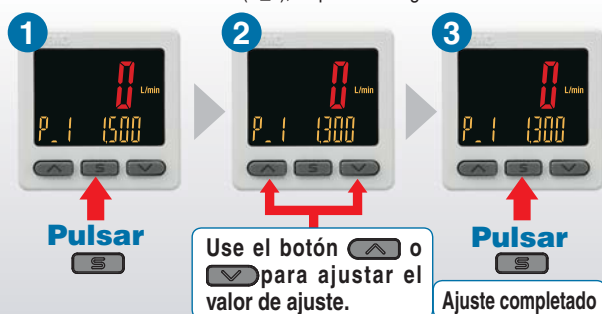 1
2
3
0
L/min
P_1 1.500
0
L/min
P_1 1.300
0
L/min
P_1 1.300
S
S
S
Pulsar
S
Use el botón o
para ajustar el
valor de ajuste.
Pulsar
S
Ajuste completado